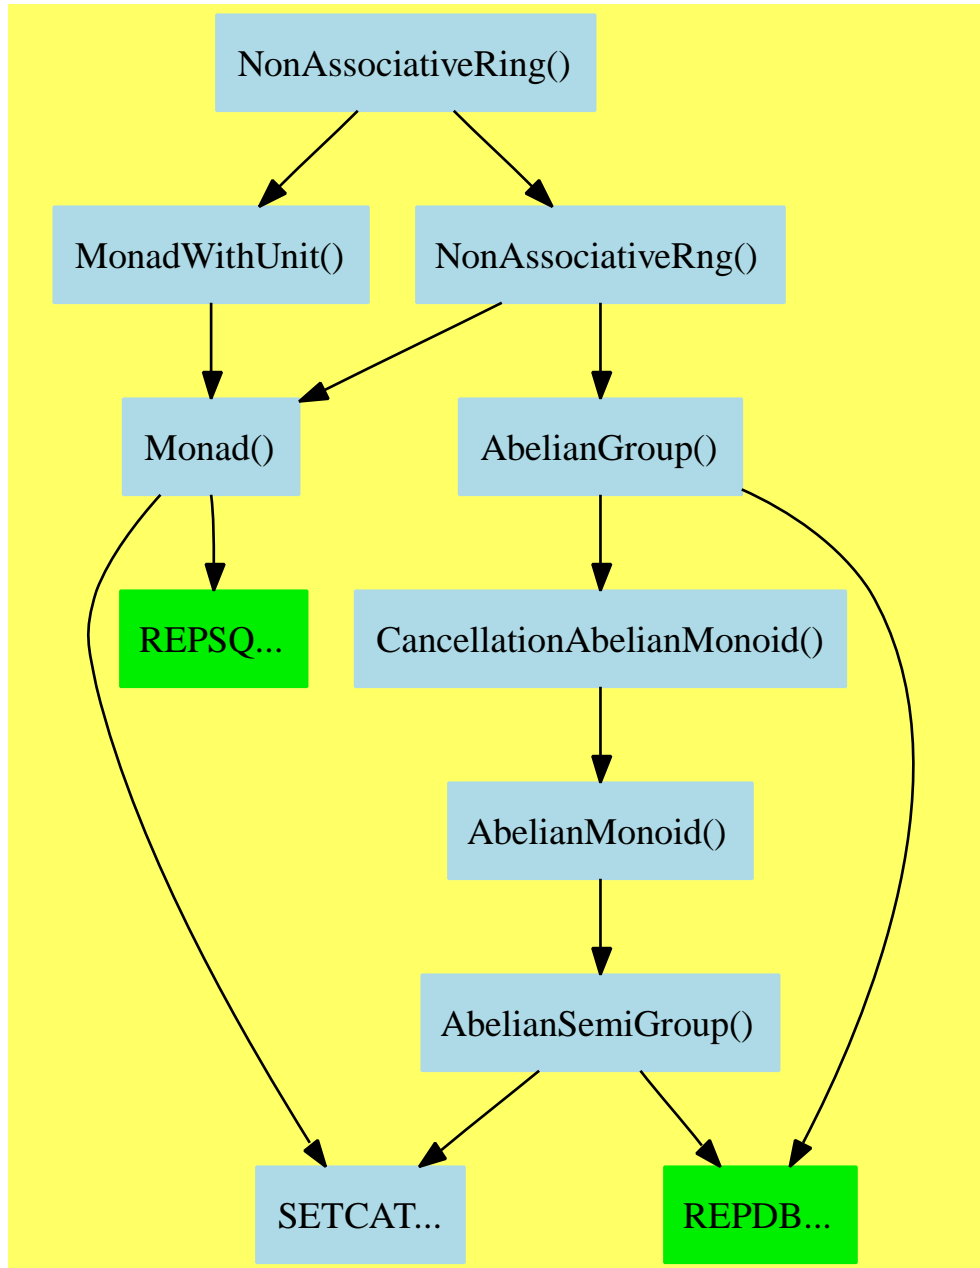 NonAssociativeRing()
MonadWithUnit()
NonAssociativeRng()
Monad()
AbelianGroup()
REPSQ...
CancellationAbelianMonoid()
AbelianMonoid()
AbelianSemiGroup()
SETCAT...
REPDB...